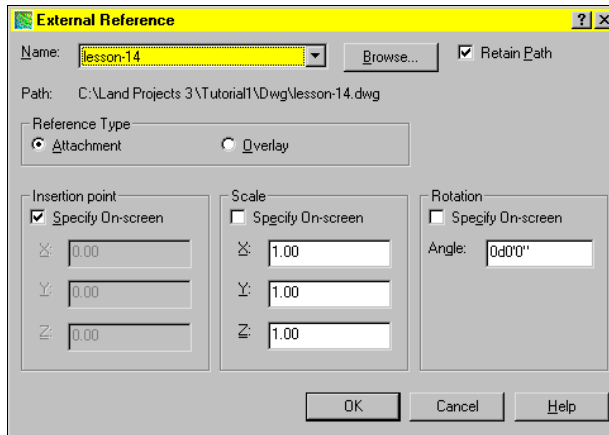 External Reference
Name: lesson-14 Browse... Retain Path
Path: C:\Land Projects 3\Tutorial1\Dwg\lesson-14.dwg
Reference Type
Attachment Overlay
Insertion point
Specify On-screen
X: 0.00
Y: 0.00
Z: 0.00
Scale
Specify On-screen
X: 1.00
Y: 1.00
Z: 1.00
Rotation
Specify On-screen
Angle: 0d0'0"
OK Cancel Help